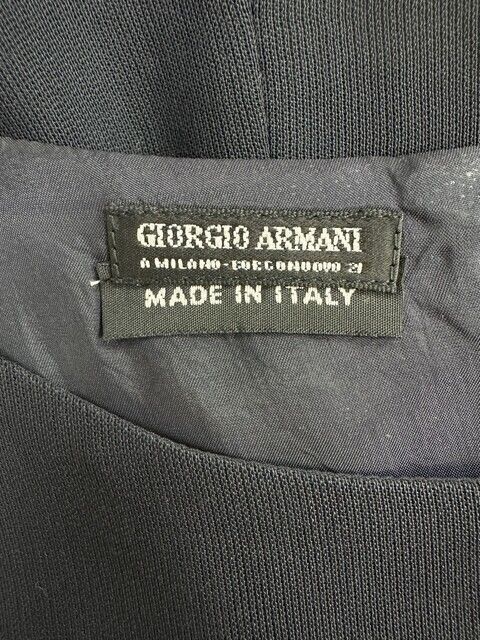 GIORGIO ARMANI
A MILANO-BORGONUOVO 21
MADE IN ITALY